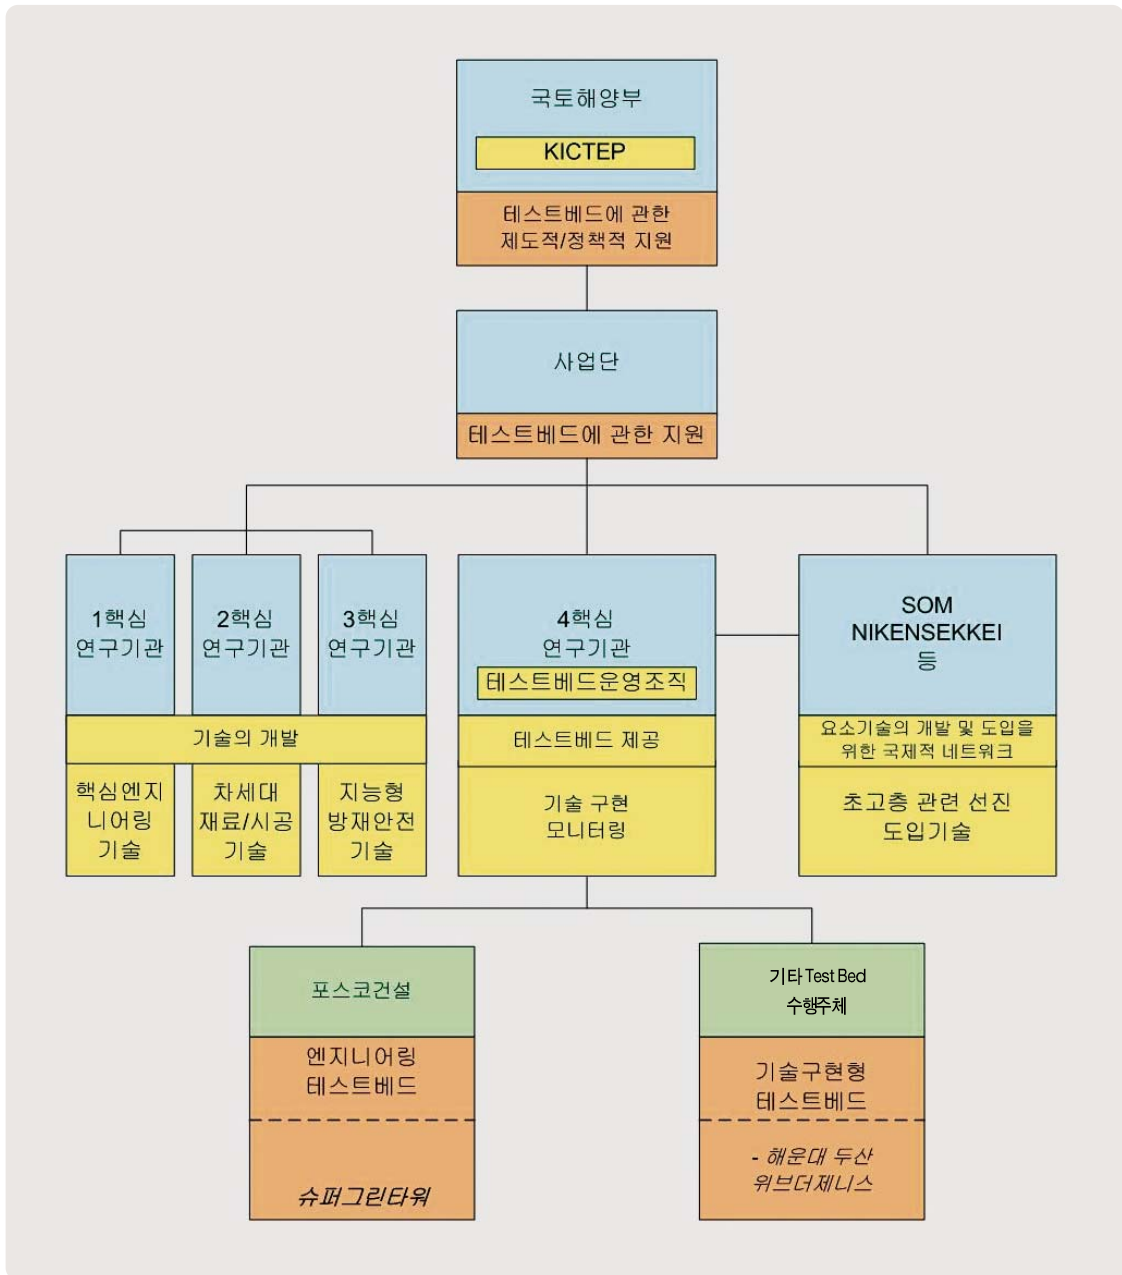 국토해양부
KICTEP
테스트베드에 관한
제도적/정책적 지원
사업단
테스트베드에 관한 지원
1핵심
연구기관
2핵심
연구기관
3핵심
연구기관
4핵심
연구기관
테스트베드운영조직
SOM
NIKENSEKKEI
등
기술의 개발
테스트베드 제공
요소기술의 개발 및 도입을
위한 국제적 네트워크
핵심엔지
니어링
기술
차세대
재료/시공
기술
지능형
방재안전
기술
기술 구현
모니터링
초고층 관련 선진
도입기술
포스코건설
엔지니어링
테스트베드
슈퍼그린타워
기타 Test Bed
수행주체
기술구현형
테스트베드
- 해운대 두산
위브더제니스